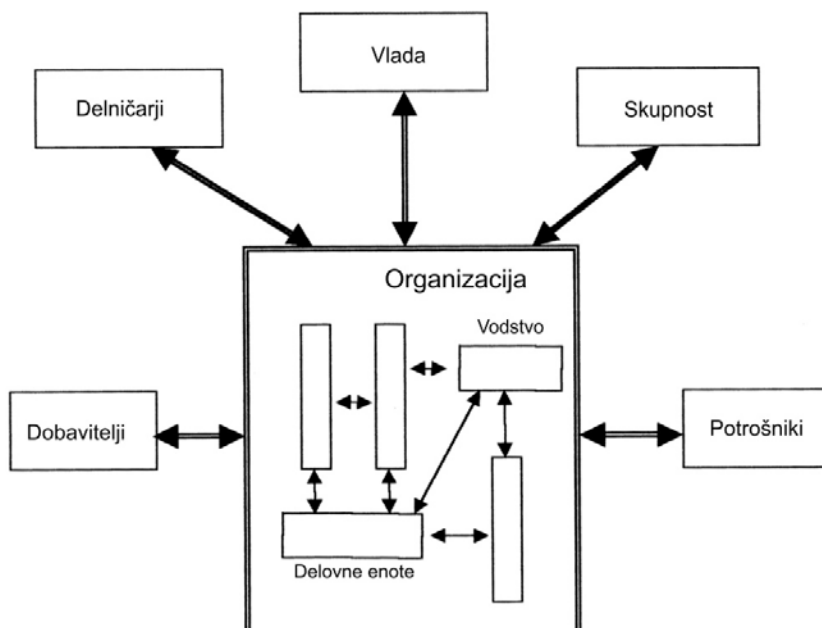 Vlada
Delničarji
Skupnost
Organizacija
Vodstvo
Dobavitelji
Potrošniki
Delovne enote